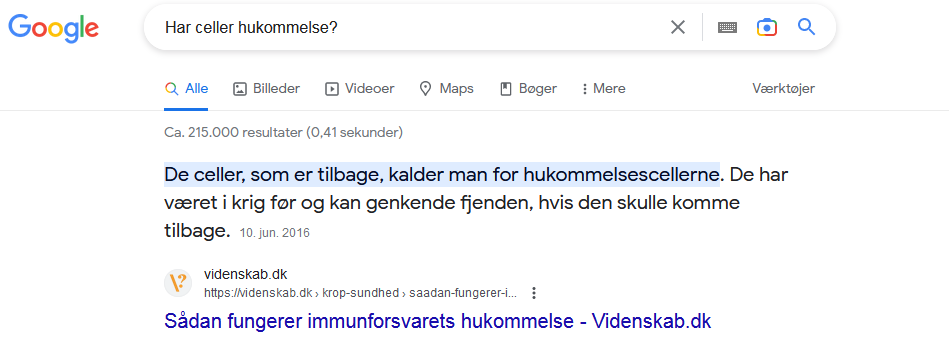 Google
Har celler hukommelse?
Alle Billeder Videoer Maps Bøger Mere Værktøjer
Ca. 215.000 resultater (0,41 sekunder)
De celler, som er tilbage, kalder man for hukommelsescellerne. De har
været i krig før og kan genkende fjenden, hvis den skulle komme
tilbage. 10. jun. 2016
V?
videnskab.dk
https://videnskab.dk › krop-sundhed › saadan-fungerer-i...
Sådan fungerer immunforsvarets hukommelse - Videnskab.dk